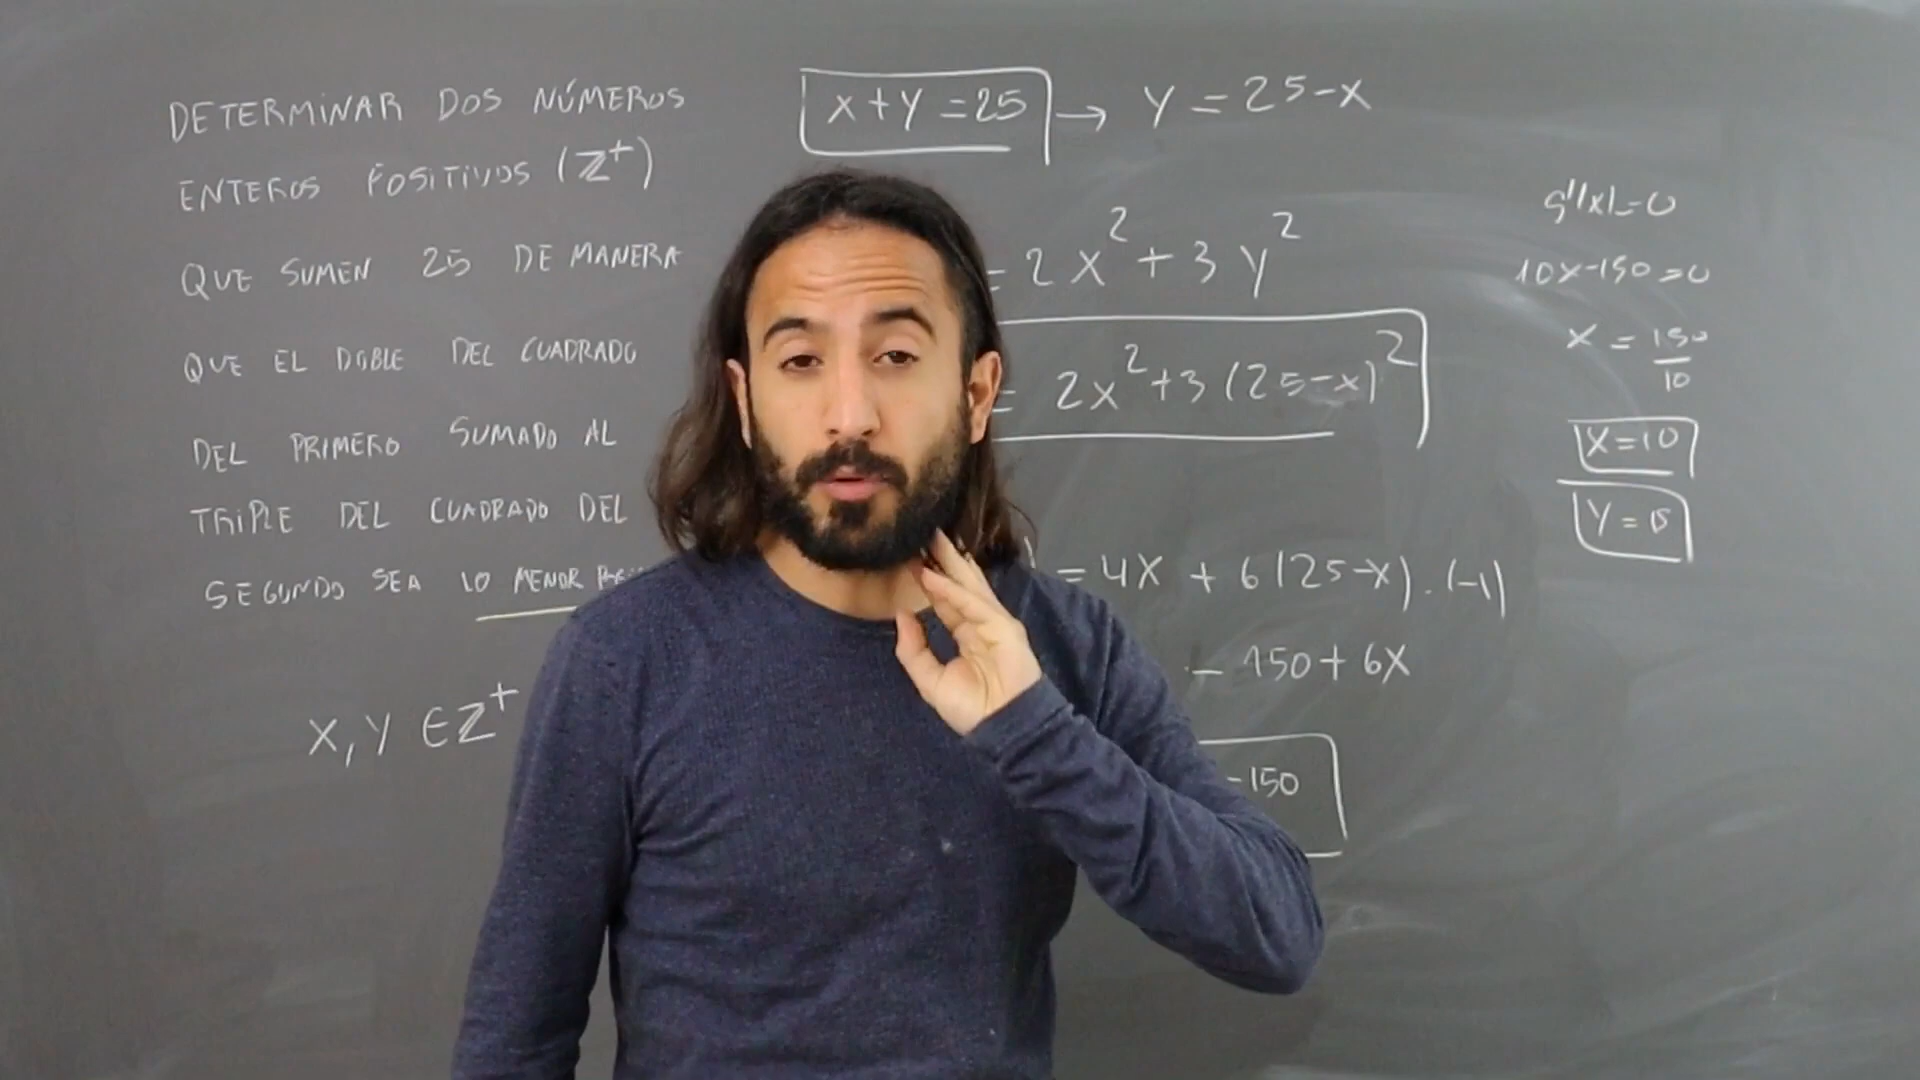 DETERMINAR DOS NÚMEROS
ENTEROS POSITIVOS (Z⁺)
QUE SUMEN 25 DE MANERA
QUE EL DOBLE DEL CUADRADO
DEL PRIMERO SUMADO AL
TRIPLE DEL CUADRADO DEL
SEGUNDO SEA LO MENOR
X, Y ∈ Z⁺
x+y=25 → y = 25-x
= 2x² + 3y²
= 2x²+3(25-x)²
= 4x + 6(25-x).(-1)
- 150+6x
-150
10x-150=0
x = 150/10
x=10